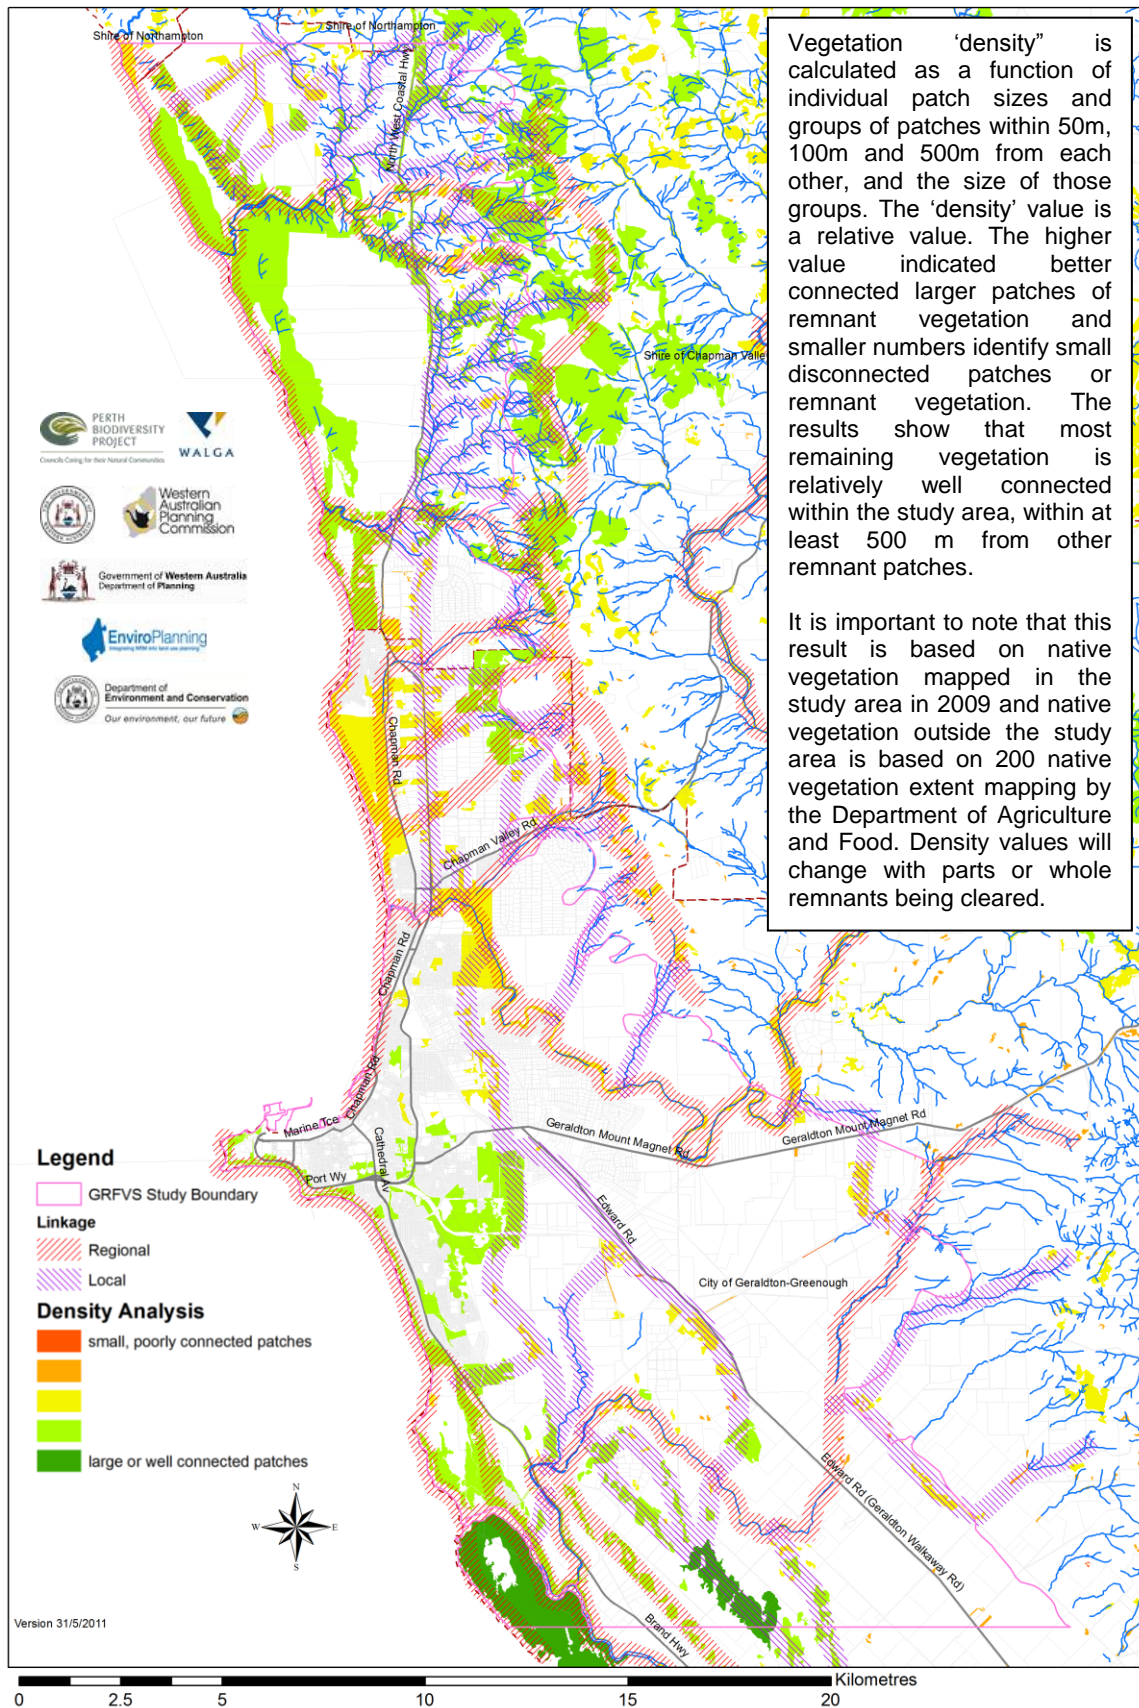 Shire of Northampton
Shire of Northampton
North West Coastal Hwy
Vegetation ‘density” is
calculated as a function of
individual patch sizes and
groups of patches within 50m,
100m and 500m from each
other, and the size of those
groups. The ‘density’ value is
a relative value. The higher
value indicated better
connected larger patches of
remnant vegetation and
smaller numbers identify small
disconnected patches or
remnant vegetation. The
results show that most
remaining vegetation is
relatively well connected
within the study area, within at
least 500 m from other
remnant patches.
It is important to note that this
result is based on native
vegetation mapped in the
study area in 2009 and native
vegetation outside the study
area is based on 200 native
vegetation extent mapping by
the Department of Agriculture
and Food. Density values will
change with parts or whole
remnants being cleared.
Shire of Chapman Valley
PERTH
BIODIVERSITY
PROJECT
Councils Caring for their Natural Communities
WALGA
Western
Australian
Planning
Commission
Government of Western Australia
Department of Planning
EnviroPlanning
Integrating NRM into land use planning
Department of
Environment and Conservation
Our environment, our future
Chapman Rd
Chapman Valley Rd
Chapman Rd
Chapman Rd
Marine Tce
Cathedral Av
Port Wy
Geraldton Mount Magnet Rd
Geraldton Mount Magnet Rd
Edward Rd
City of Geraldton-Greenough
Edward Rd (Geraldton Walkaway Rd)
Brand Hwy
Legend
GRFVS Study Boundary
Linkage
Regional
Local
Density Analysis
small, poorly connected patches
large or well connected patches
N
W
E
S
Version 31/5/2011
Kilometres
0 2.5 5 10 15 20